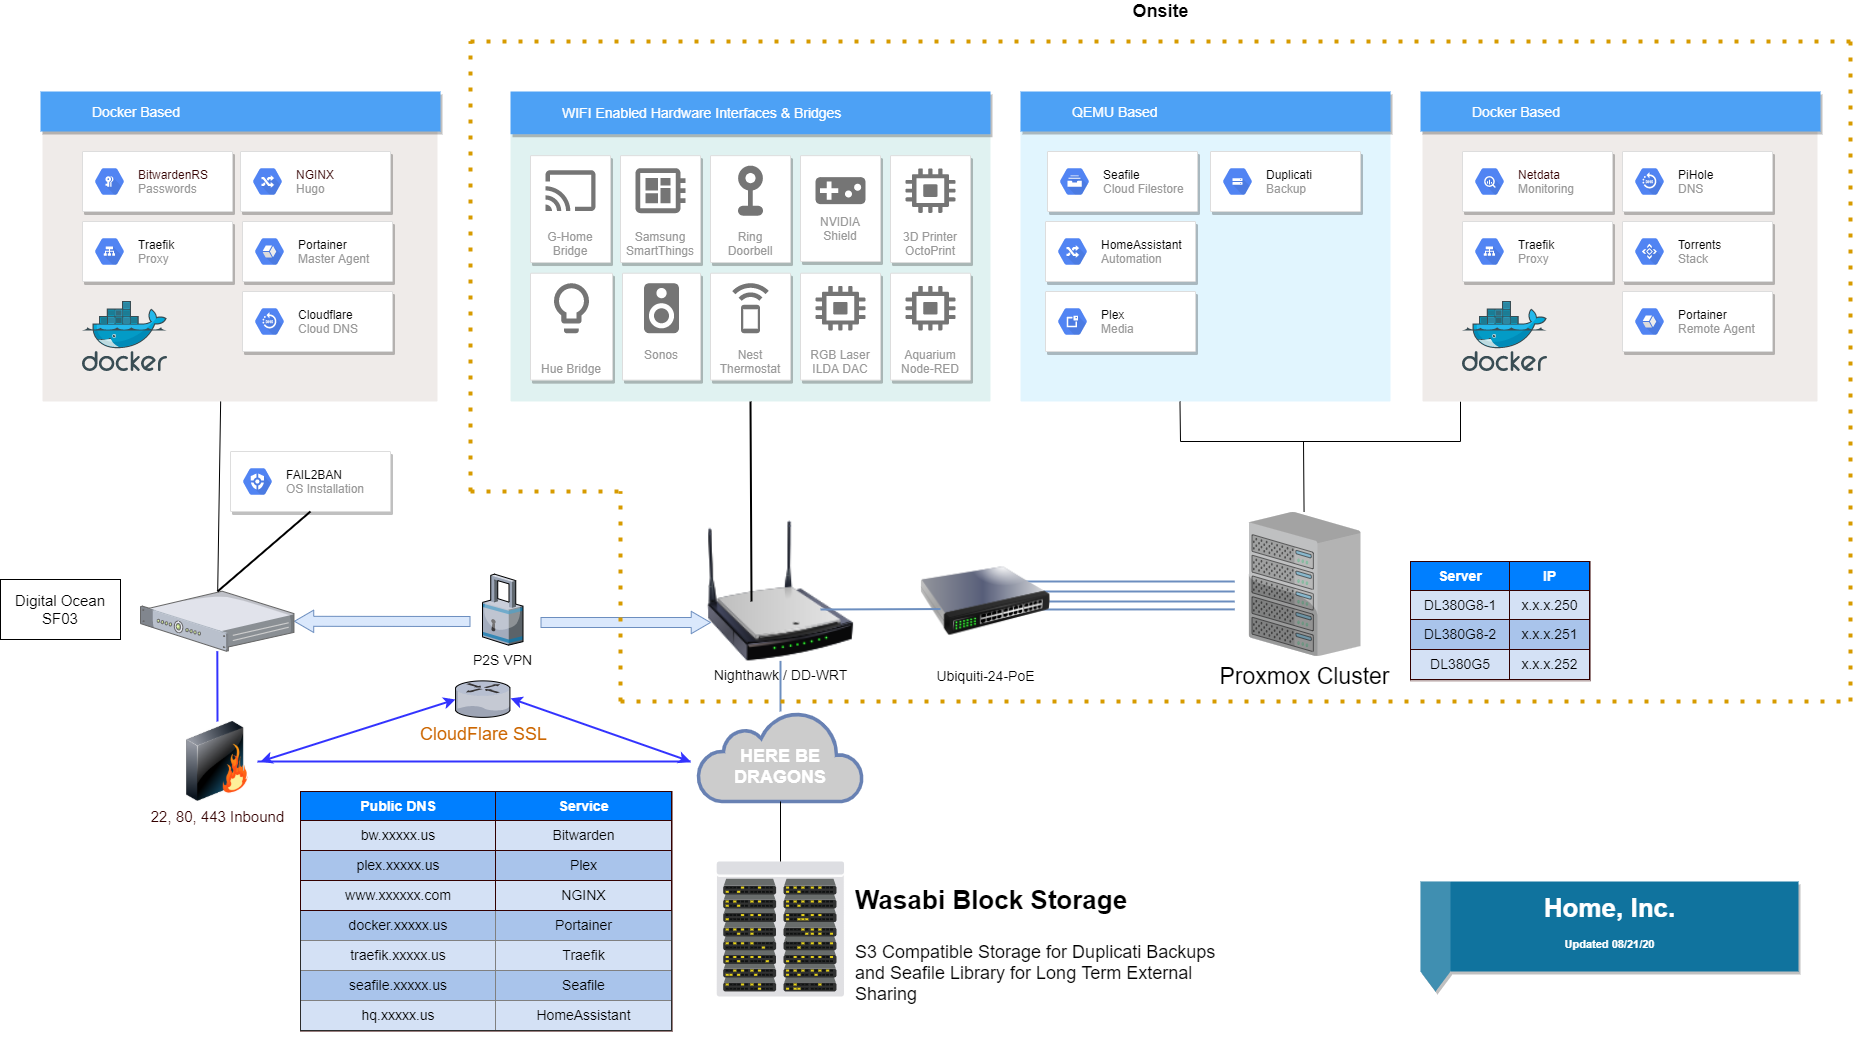 Onsite
Docker Based
BitwardenRS
Passwords
NGINX
Hugo
Traefik
Proxy
Portainer
Master Agent
Cloudflare
Cloud DNS
docker
WIFI Enabled Hardware Interfaces & Bridges
G-Home
Bridge
Samsung
SmartThings
Ring
Doorbell
NVIDIA
Shield
3D Printer
OctoPrint
Hue Bridge
Sonos
Nest
Thermostat
RGB Laser
ILDA DAC
Aquarium
Node-RED
QEMU Based
Seafile
Cloud Filestore
Duplicati
Backup
HomeAssistant
Automation
Plex
Media
Docker Based
Netdata
Monitoring
PiHole
DNS
Traefik
Proxy
Torrents
Stack
Portainer
Remote Agent
docker
FAIL2BAN
OS Installation
Digital Ocean
SF03
P2S VPN
Nighthawk / DD-WRT
Ubiquiti-24-PoE
Proxmox Cluster
Server IP
DL380G8-1 x.x.x.250
DL380G8-2 x.x.x.251
DL380G5 x.x.x.252
CloudFlare SSL
HERE BE
DRAGONS
22, 80, 443 Inbound
Public DNS Service
bw.xxxxx.us Bitwarden
plex.xxxxx.us Plex
www.xxxxxx.com NGINX
docker.xxxxx.us Portainer
traefik.xxxxx.us Traefik
seafile.xxxxx.us Seafile
hq.xxxxx.us HomeAssistant
Wasabi Block Storage
S3 Compatible Storage for Duplicati Backups
and Seafile Library for Long Term External
Sharing
Home, Inc.
Updated 08/21/20